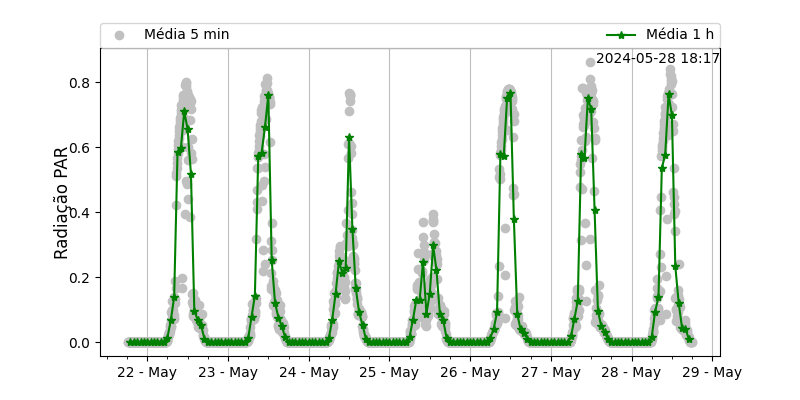 Média 5 min
Média 1 h
2024-05-28 18:17
Radiação PAR
0.8
0.6
0.4
0.2
0.0
22 - May
23 - May
24 - May
25 - May
26 - May
27 - May
28 - May
29 - May